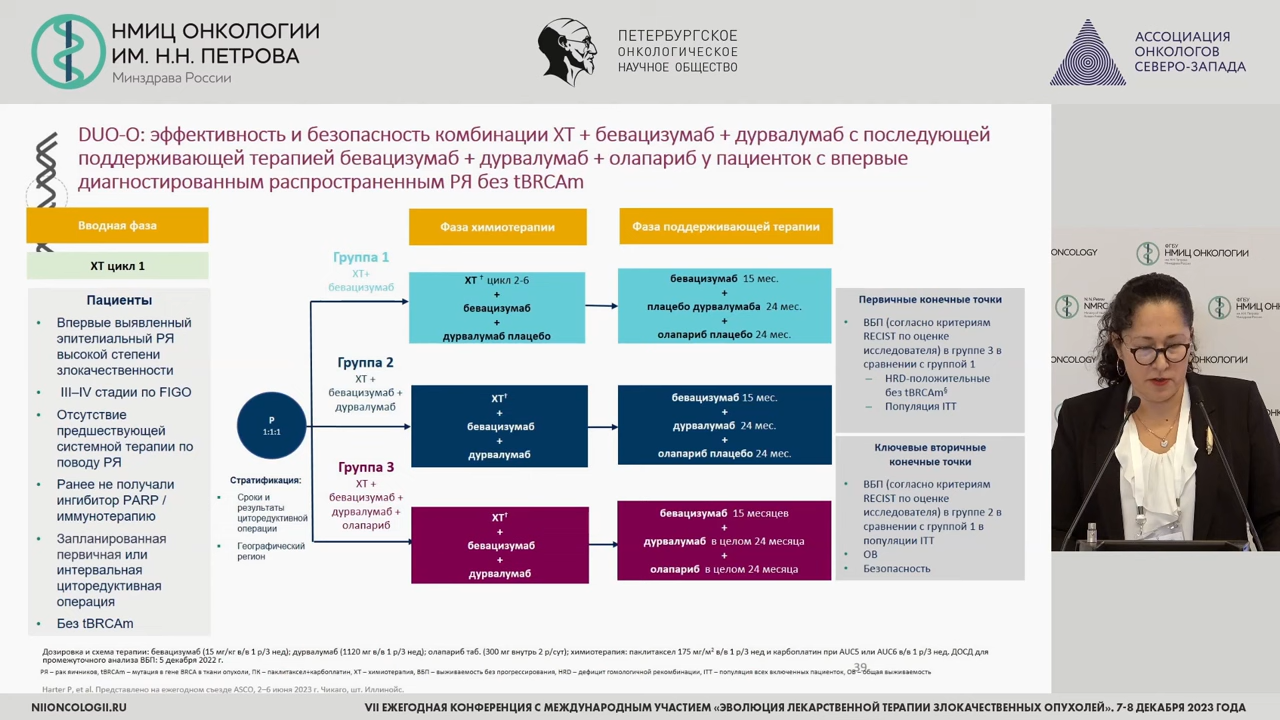 НМИЦ ОНКОЛОГИИ
ИМ. Н.Н. ПЕТРОВА
Минздрава России
ПЕТЕРБУРГСКОЕ
ОНКОЛОГИЧЕСКОЕ
НАУЧНОЕ ОБЩЕСТВО
АССОЦИАЦИЯ
ОНКОЛОГОВ
СЕВЕРО-ЗАПАДА
DUO-O: эффективность и безопасность комбинации ХТ + бевацизумаб + дурвалумаб с последующей
поддерживающей терапией бевацизумаб + дурвалумаб + олапариб у пациенток с впервые
диагностированным распространенным РЯ без tBRCAm
Вводная фаза
ХТ цикл 1
Пациенты
• Впервые выявленный
эпителиальный РЯ
высокой степени
злокачественности
• III–IV стадии по FIGO
• Отсутствие
предшествующей
системной терапии по
поводу РЯ
• Ранее не получали
ингибитор PARP /
иммунотерапию
• Запланированная
первичная или
интервальная
циторедуктивная
операция
• Без tBRCAm
Р
1:1:1
Стратификация:
• Сроки и
результаты
циторедуктивной
операции
• Географический
регион
Группа 1
ХТ+
бевацизумаб
Группа 2
ХТ +
бевацизумаб +
дурвалумаб
Группа 3
ХТ +
бевацизумаб +
дурвалумаб +
олапариб
Фаза химиотерапии
ХТ † цикл 2-6
+
бевацизумаб
+
дурвалумаб плацебо
ХТ†
+
бевацизумаб
+
дурвалумаб
ХТ†
+
бевацизумаб
+
дурвалумаб
Фаза поддерживающей терапии
бевацизумаб 15 мес.
+
плацебо дурвалумаба 24 мес.
+
олапариб плацебо 24 мес.
бевацизумаб 15 мес.
+
дурвалумаб 24 мес.
+
олапариб плацебо 24 мес.
бевацизумаб 15 месяцев
+
дурвалумаб в целом 24 месяца
+
олапариб в целом 24 месяца
Первичные конечные точки
• ВБП (согласно критериям
RECIST по оценке
исследователя) в группе 3 в
сравнении с группой 1
– HRD-положительные
без tBRCAm§
– Популяция ITT
Ключевые вторичные
конечные точки
• ВБП (согласно критериям
RECIST по оценке
исследователя) в группе 2 в
сравнении с группой 1 в
популяции ITT
• ОВ
• Безопасность
Дозировка и схема терапии: бевацизумаб (15 мг/кг в/в 1 р/3 нед); дурвалумаб (1120 мг в/в 1 р/3 нед); олапариб таб. (300 мг внутрь 2 р/сут); химиотерапия: паклитаксел 175 мг/м² в/в 1 р/3 нед и карбоплатин при AUC5 или AUC6 в/в 1 р/3 нед. ДОСД для
промежуточного анализа ВБП: 5 декабря 2022 г.
РЯ – рак яичников, tBRCAm – мутация в гене BRCA в ткани опухоли, ПК – паклитаксел+карбоплатин, ХТ – химиотерапия, ВБП – выживаемость без прогрессирования, HRD – дефицит гомологичной рекомбинации, ITT – популяция всех включенных пациенток, ОВ – общая выживаемость
39
Harter P, et al. Представлено на ежегодном съезде ASCO, 2–6 июня 2023 г. Чикаго, шт. Иллинойс.
ONCOLOGY
ФГБУ
НМИЦ ОНКОЛОГИИ
NMRC
НМИЦ ОН
ONCOLOGY
ОНКОЛОГИИ
NIIONCOLOGII.RU
VII ЕЖЕГОДНАЯ КОНФЕРЕНЦИЯ С МЕЖДУНАРОДНЫМ УЧАСТИЕМ «ЭВОЛЮЦИЯ ЛЕКАРСТВЕННОЙ ТЕРАПИИ ЗЛОКАЧЕСТВЕННЫХ ОПУХОЛЕЙ». 7-8 ДЕКАБРЯ 2023 ГОДА